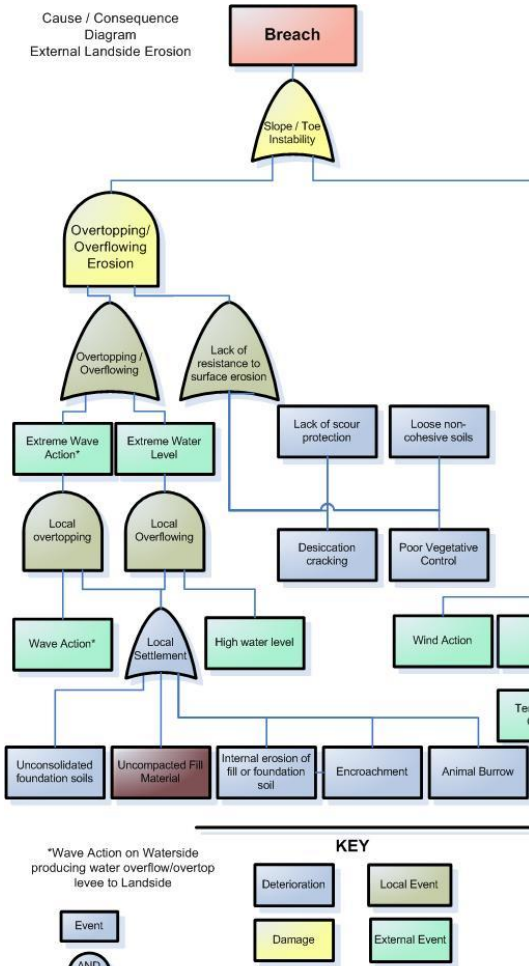 Cause / Consequence
Diagram
External Landside Erosion
Breach
Slope / Toe
Instability
Overtopping/
Overflowing
Erosion
Overtopping /
Overflowing
Lack of
resistance to
surface erosion
Extreme Wave
Action*
Extreme Water
Level
Lack of scour
protection
Loose non-
cohesive soils
Local
overtopping
Local
Overflowing
Desiccation
cracking
Poor Vegetative
Control
Wave Action*
Local
Settlement
High water level
Wind Action
Unconsolidated
foundation soils
Uncompacted Fill
Material
Internal erosion of
fill or foundation
soil
Encroachment
Animal Burrow
*Wave Action on Waterside
producing water overflow/overtop
levee to Landside
KEY
Deterioration
Local Event
Event
Damage
External Event
AND